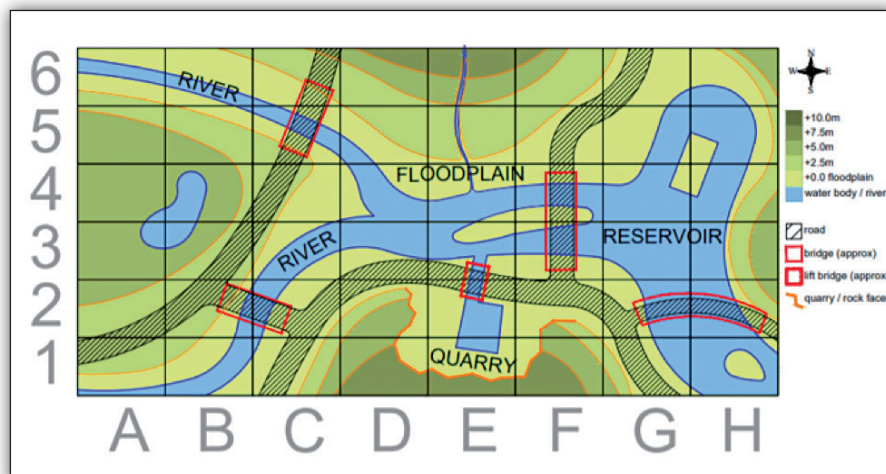 N
W E
S
6
5
4
3
2
1
A B C D E F G H
RIVER
FLOODPLAIN
RIVER
RESERVOIR
QUARRY
+10.0m
+7.5m
+5.0m
+2.5m
+0.0 floodplain
water body / river
road
bridge (approx)
lift bridge (approx
quarry / rock face